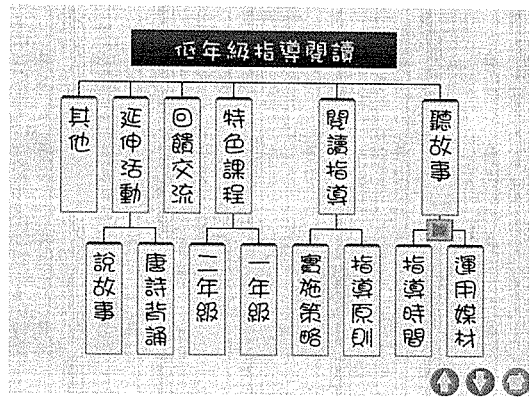 低年級指導閱讀
聽故事
閱讀指導
特色課程
回饋交流
延伸活動
其他
運用媒材
指導時間
指導原則
實施策略
一年級
二年級
唐詩背誦
說故事